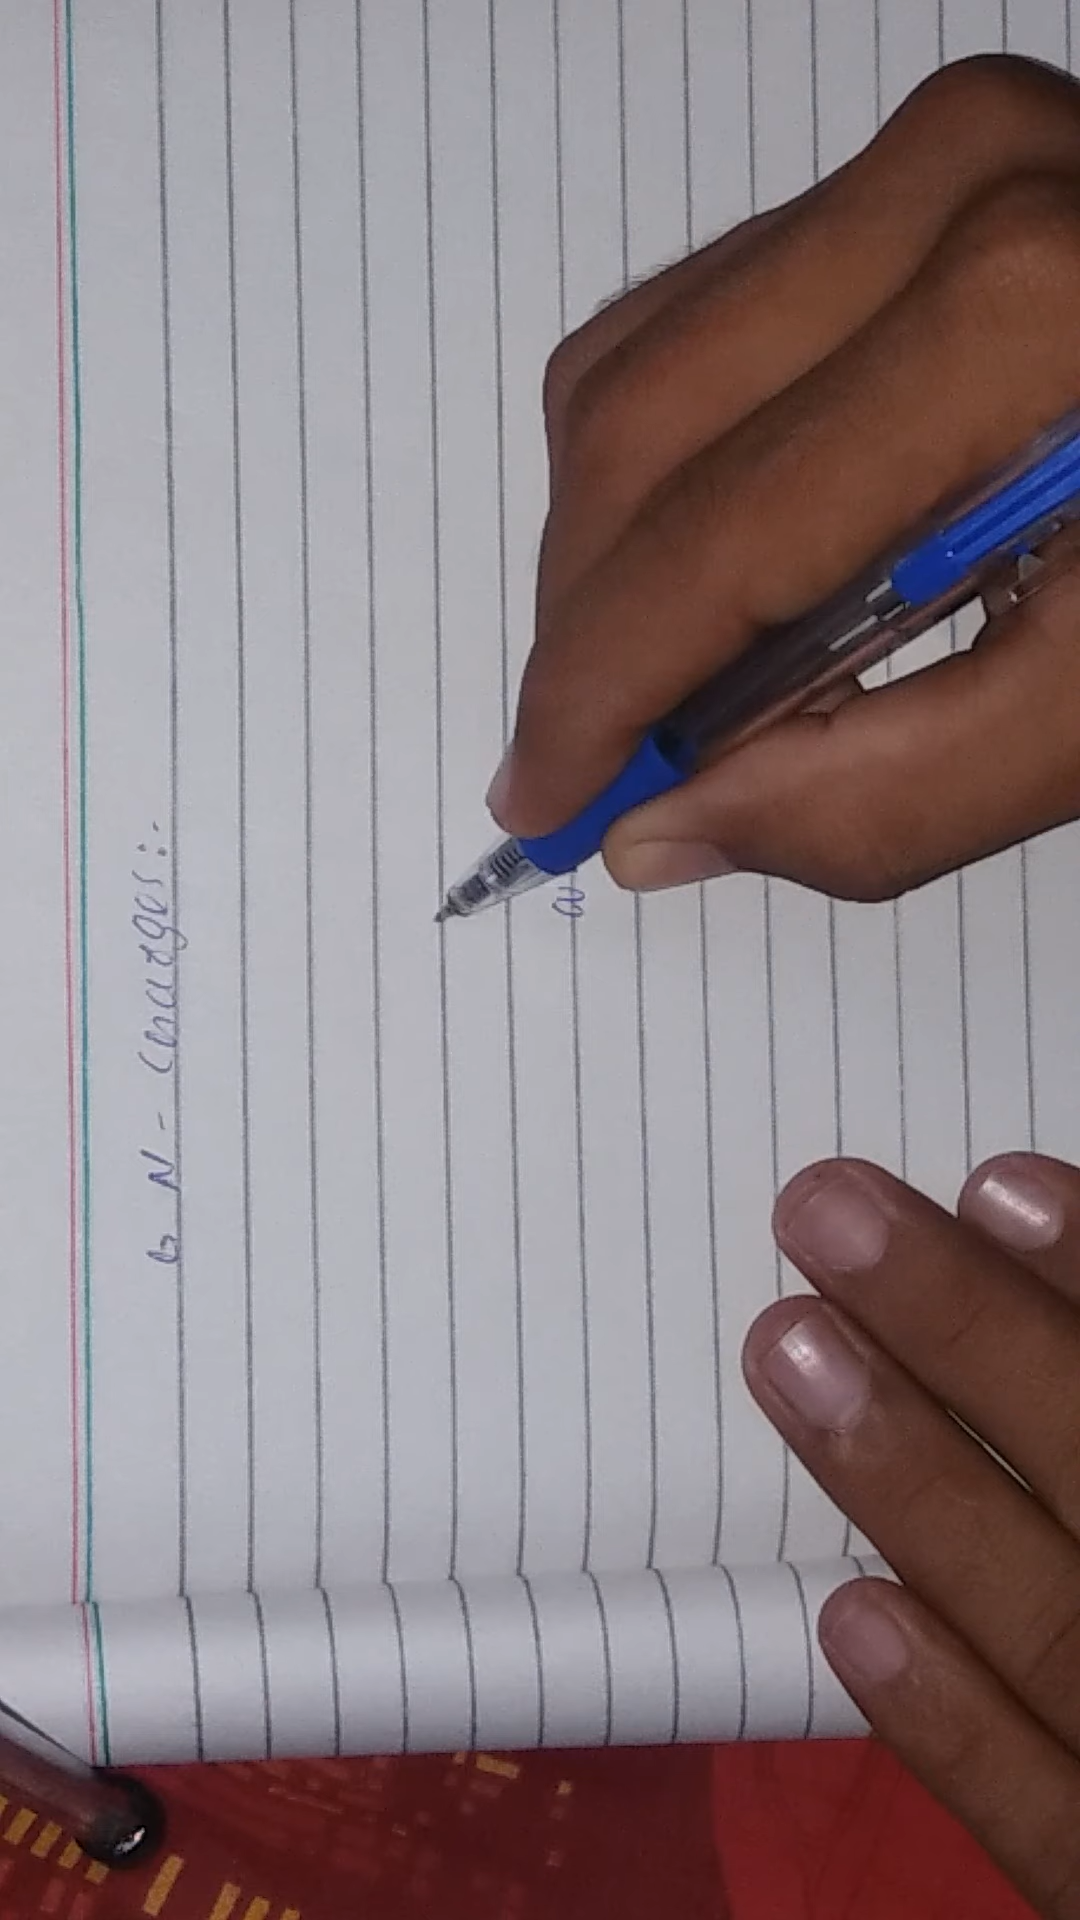 ↳ N - Charges :-